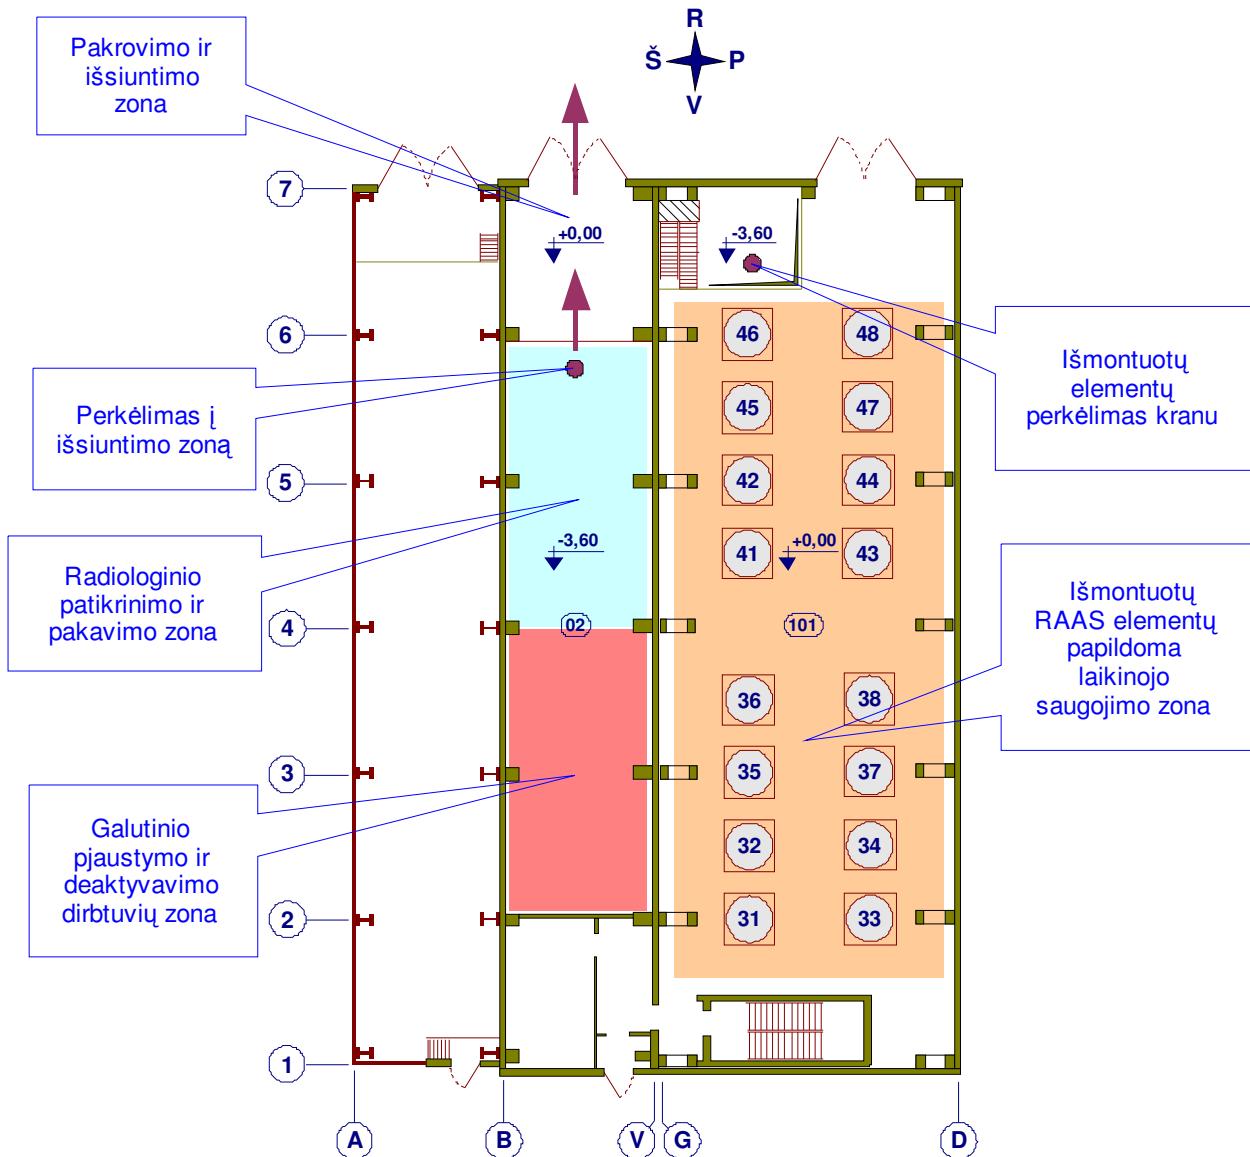 R
Š P
V
Pakrovimo ir
išsiuntimo
zona
7
+0,00
-3,60
6
46
48
Išmontuotų
elementų
perkėlimas kranu
Perkėlimas į
išsiuntimo zoną
45
47
5
42
44
-3,60
41
+0,00
43
Radiologinio
patikrinimo ir
pakavimo zona
4
02
101
Išmontuotų
RAAS elementų
papildoma
laikinojo
saugojimo zona
36
38
3
35
37
Galutinio
pjaustymo ir
deaktyvavimo
dirbtuvių zona
32
34
2
31
33
1
A
B
V
G
D